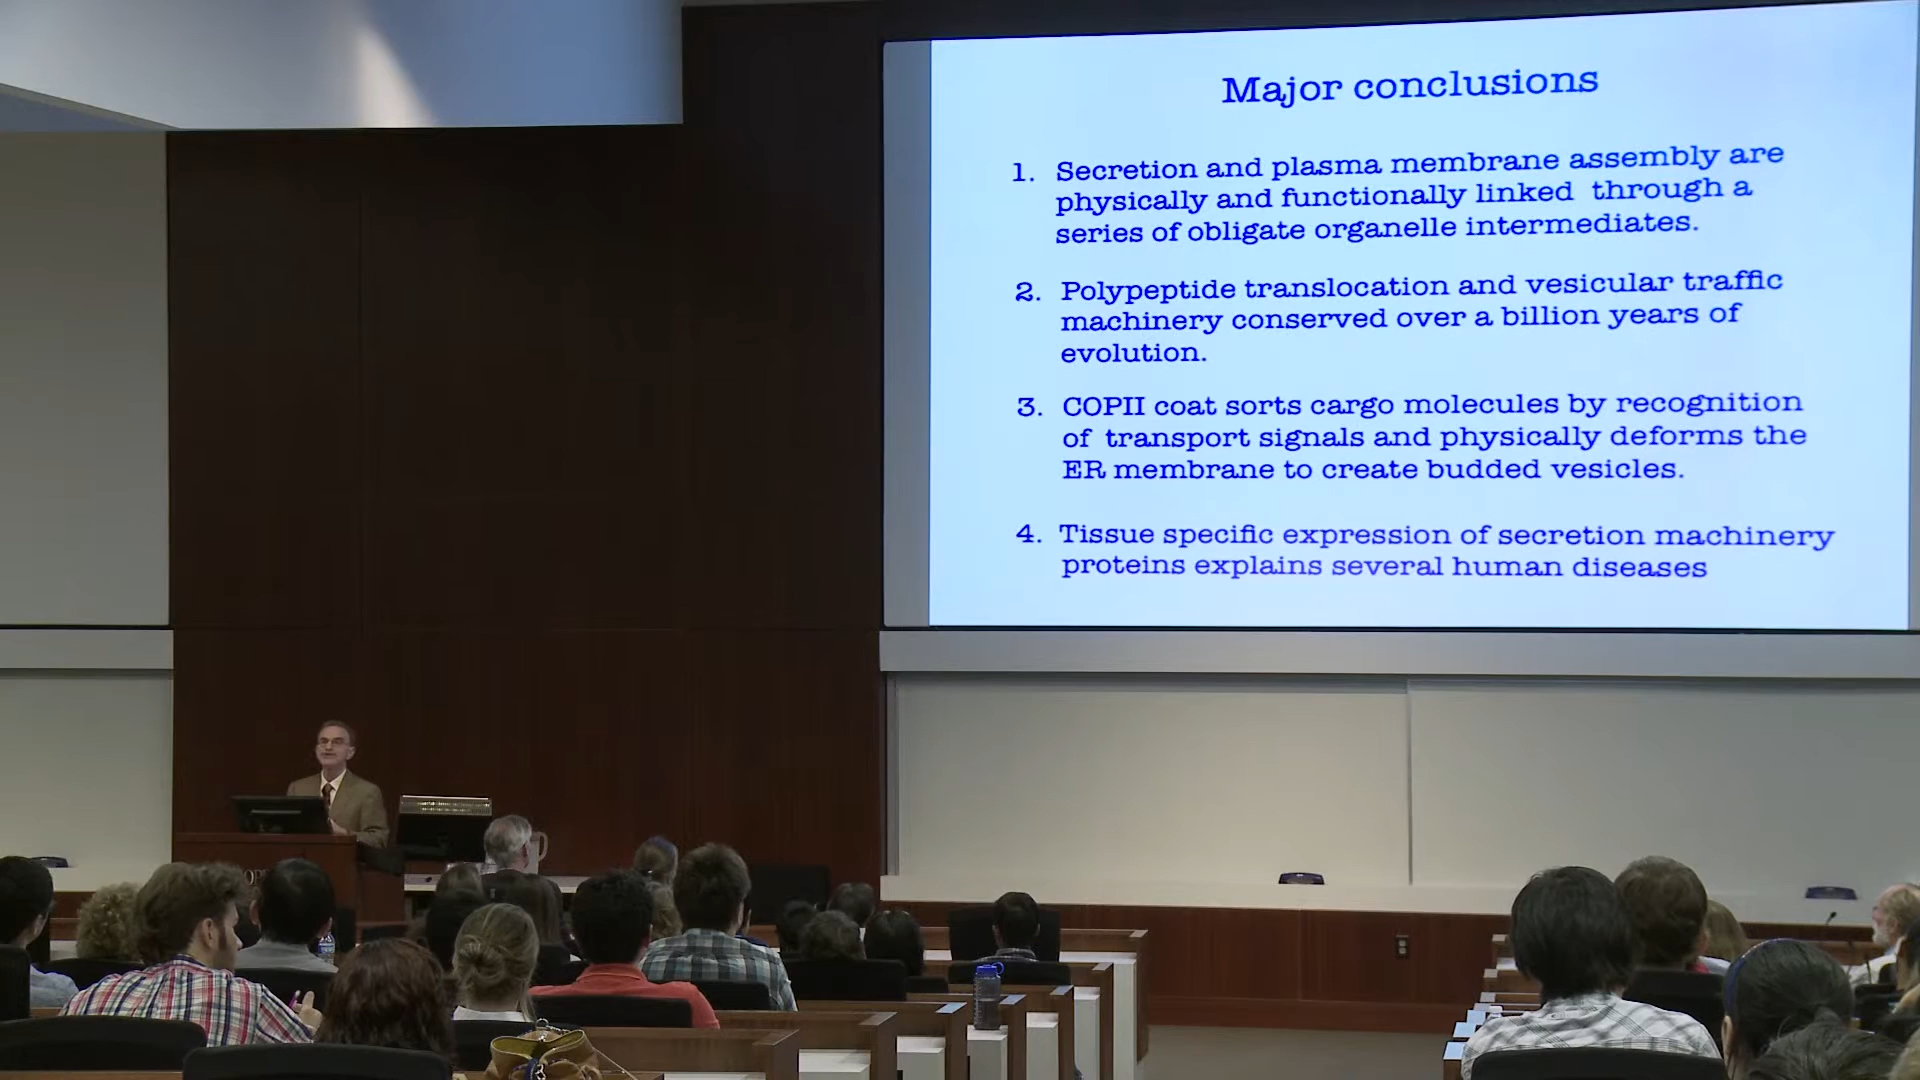 Major conclusions
1. Secretion and plasma membrane assembly are
physically and functionally linked through a
series of obligate organelle intermediates.
2. Polypeptide translocation and vesicular traffic
machinery conserved over a billion years of
evolution.
3. COPII coat sorts cargo molecules by recognition
of transport signals and physically deforms the
ER membrane to create budded vesicles.
4. Tissue specific expression of secretion machinery
proteins explains several human diseases